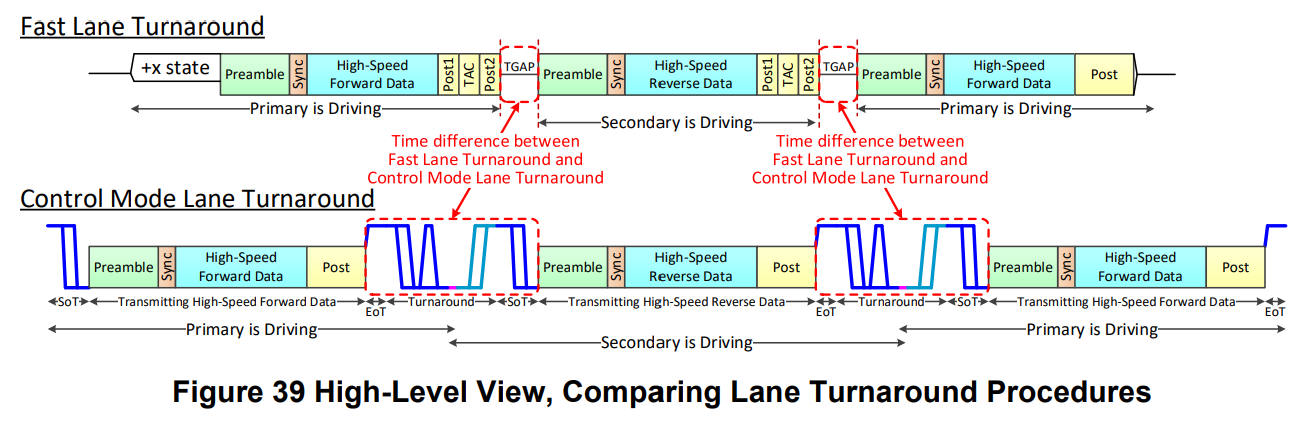 Fast Lane Turnaround
+x state
Preamble
Sync
High-Speed
Forward Data
Post1
TAC
Post2
TGAP
Preamble
Sync
High-Speed
Reverse Data
Post1
TAC
Post2
TGAP
Preamble
Sync
High-Speed
Forward Data
Post
Primary is Driving
Secondary is Driving
Primary is Driving
Time difference between
Fast Lane Turnaround and
Control Mode Lane Turnaround
Time difference between
Fast Lane Turnaround and
Control Mode Lane Turnaround
Control Mode Lane Turnaround
Preamble
Sync
High-Speed
Forward Data
Post
Preamble
Sync
High-Speed
Reverse Data
Post
Preamble
Sync
High-Speed
Forward Data
Post
SoT
Transmitting High-Speed Forward Data
EoT
Turnaround
SoT
Transmitting High-Speed Reverse Data
EoT
Turnaround
SoT
Transmitting High-Speed Forward Data
EoT
Primary is Driving
Secondary is Driving
Primary is Driving
Figure 39 High-Level View, Comparing Lane Turnaround Procedures